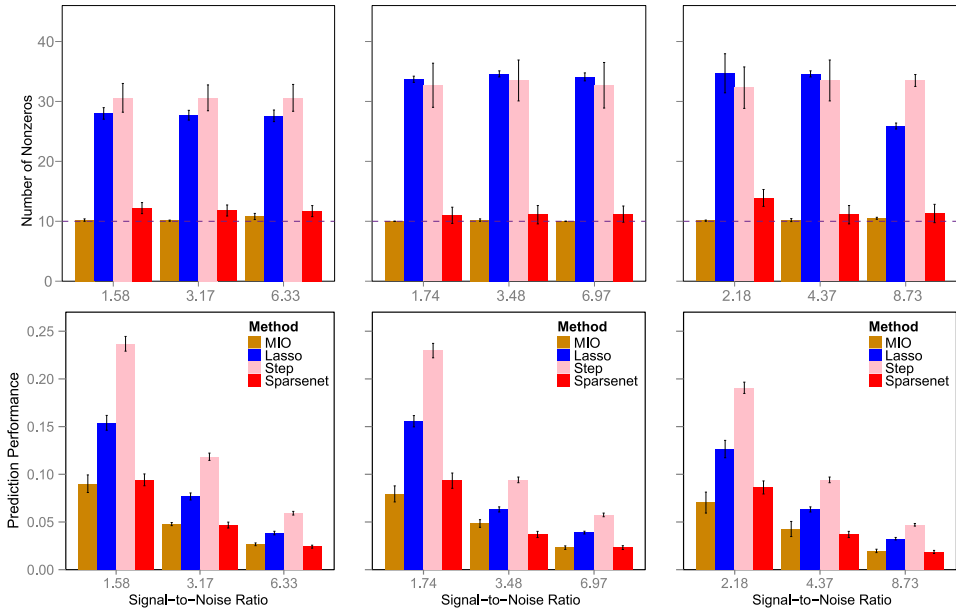 Number of Nonzeros
40
30
20
10
0
1.58 3.17 6.33
1.74 3.48 6.97
2.18 4.37 8.73
Prediction Performance
0.25
0.20
0.15
0.10
0.05
0.00
Method
MIO
Lasso
Step
Sparsenet
1.58 3.17 6.33
Signal−to−Noise Ratio
Method
MIO
Lasso
Step
Sparsenet
1.74 3.48 6.97
Signal−to−Noise Ratio
Method
MIO
Lasso
Step
Sparsenet
2.18 4.37 8.73
Signal−to−Noise Ratio